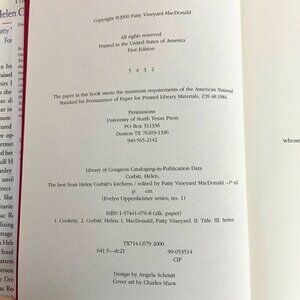 Helen C
Patty
For
Copyright ©2000 Patty Vineyard MacDonald
All rights reserved
Printed in the United States of America
First Edition
5 4 3 2
The paper in this book meets the minimum requirements of the American National
Standard for Permanence of Paper for Printed Library Materials, Z39.48.1984.
Permissions
University of North Texas Press
PO Box 311336
Denton TX 76203-1336
940-565-2142
Library of Congress Cataloging-in-Publication Data
Corbitt, Helen.
The best from Helen Corbitt's kitchens / edited by Patty Vineyard MacDonald. –1st ed.
p. cm.
(Evelyn Oppenheimer series; no. 1)
ISBN 1-57441-076-8 (alk. paper)
1. Cookery. 2. Corbitt, Helen. I. MacDonald, Patty Vineyard. II. Title. III. Series.
TX714.C6779 2000
641.5–dc21 99-053514
CIP
Design by Angela Schmitt
Cover art by Charles Shaw
whose